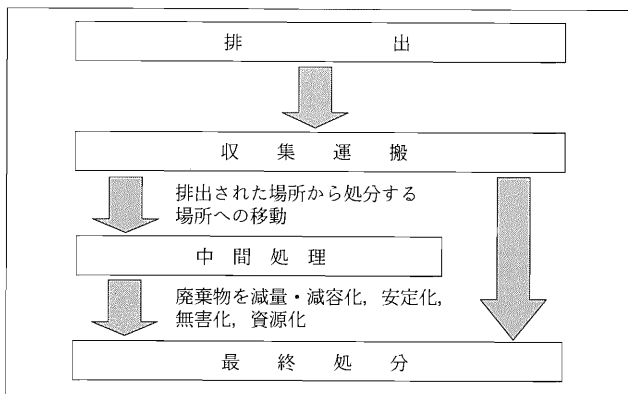 排出
収集運搬
排出された場所から処分する
場所への移動
中間処理
廃棄物を減量・減容化，安定化，
無害化，資源化
最終処分